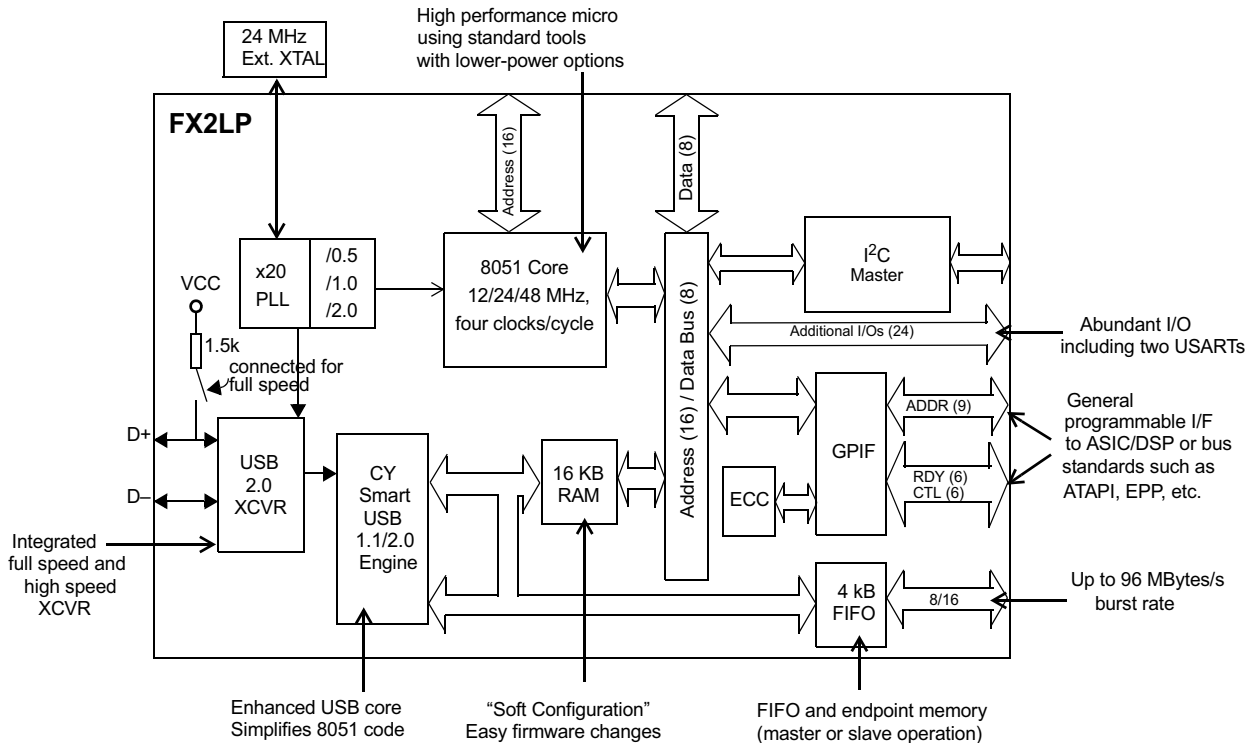 High performance micro
using standard tools
with lower-power options
24 MHz
Ext. XTAL
FX2LP
Address (16)
Data (8)
x20
PLL
/0.5
/1.0
/2.0
8051 Core
12/24/48 MHz,
four clocks/cycle
I²C
Master
VCC
1.5k
connected for
full speed
Additional I/Os (24)
Abundant I/O
including two USARTs
Address (16) / Data Bus (8)
ADDR (9)
GPIF
RDY (6)
CTL (6)
General
programmable I/F
to ASIC/DSP or bus
standards such as
ATAPI, EPP, etc.
D+
D–
USB
2.0
XCVR
CY
Smart
USB
1.1/2.0
Engine
16 KB
RAM
ECC
Integrated
full speed and
high speed
XCVR
4 kB
FIFO
8/16
Up to 96 MBytes/s
burst rate
Enhanced USB core
Simplifies 8051 code
“Soft Configuration”
Easy firmware changes
FIFO and endpoint memory
(master or slave operation)